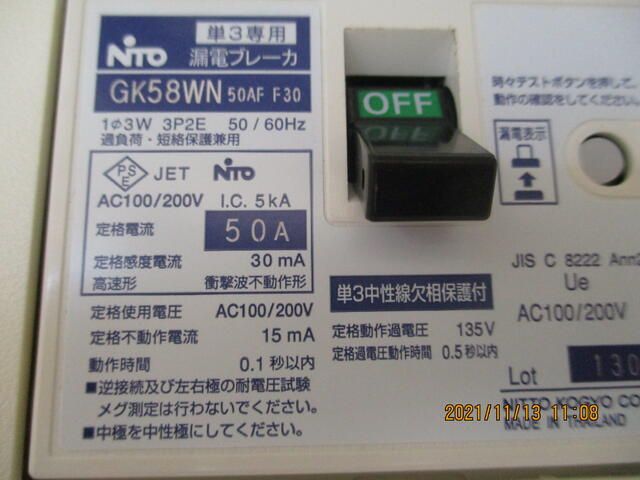 NITO 単3専用
漏電ブレーカ
GK58WN 50AF F30
1φ3W 3P2E 50/60Hz
過負荷・短絡保護兼用
PSE JET NITO
AC100/200V I.C. 5kA
定格電流 50A
定格感度電流 30mA
高速形 衝撃波不動作形
定格使用電圧 AC100/200V
定格不動作電流 15mA
動作時間 0.1秒以内
■逆接続及び左右極の耐電圧試験
メグ測定は行わないでください。
■中極を中性極にしてください。
OFF
単3中性線欠相保護付
定格動作過電圧 135V
定格過電圧動作時間 0.5秒以内
時々テストボタンを押して、
動作の確認をしてください。
漏電表示
JIS C 8222 Ann2
Ue
AC100/200V
Lot 130
NITTO KOGYO CO
MADE IN THAILAND
2021/11/13 11:08